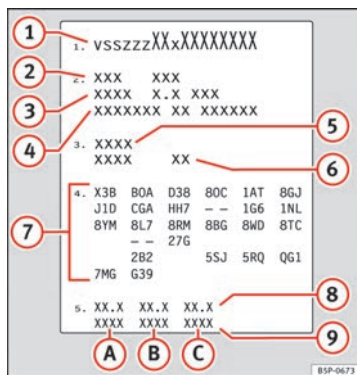 1
1. VSSZZZXXxXXXXXXXX
2
2. XXX XXX
3
XXXX X.X XXX
4
XXXXXXX XX XXXXXX
5
3. XXXX
XXXX XX
6
7
4. X3B B0A D38 80C 1AT 8GJ
J1D CGA HH7 - - 1G6 1NL
8YM 8L7 8RM 8BG 8WD 8TC
- - 27G
2B2 5SJ 5RQ QG1
7MG G39
5. XX.X XX.X XX.X
8
XXXX XXXX XXXX
9
A B C
B5P-0673